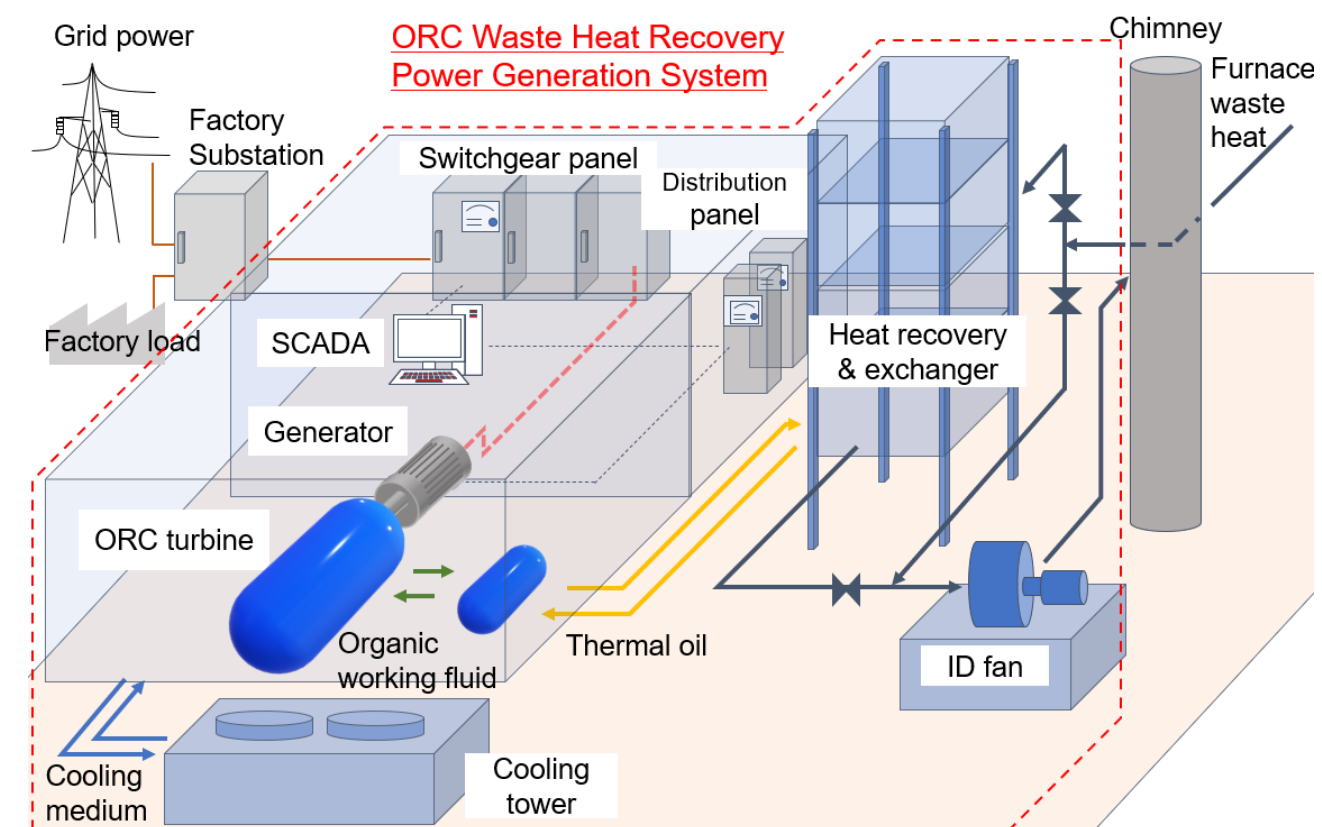 Grid power
ORC Waste Heat Recovery
Power Generation System
Chimney
Furnace
waste
heat
Factory
Substation
Switchgear panel
Distribution
panel
Factory load
SCADA
Heat recovery
& exchanger
Generator
ORC turbine
Organic
working fluid
Thermal oil
ID fan
Cooling
medium
Cooling
tower